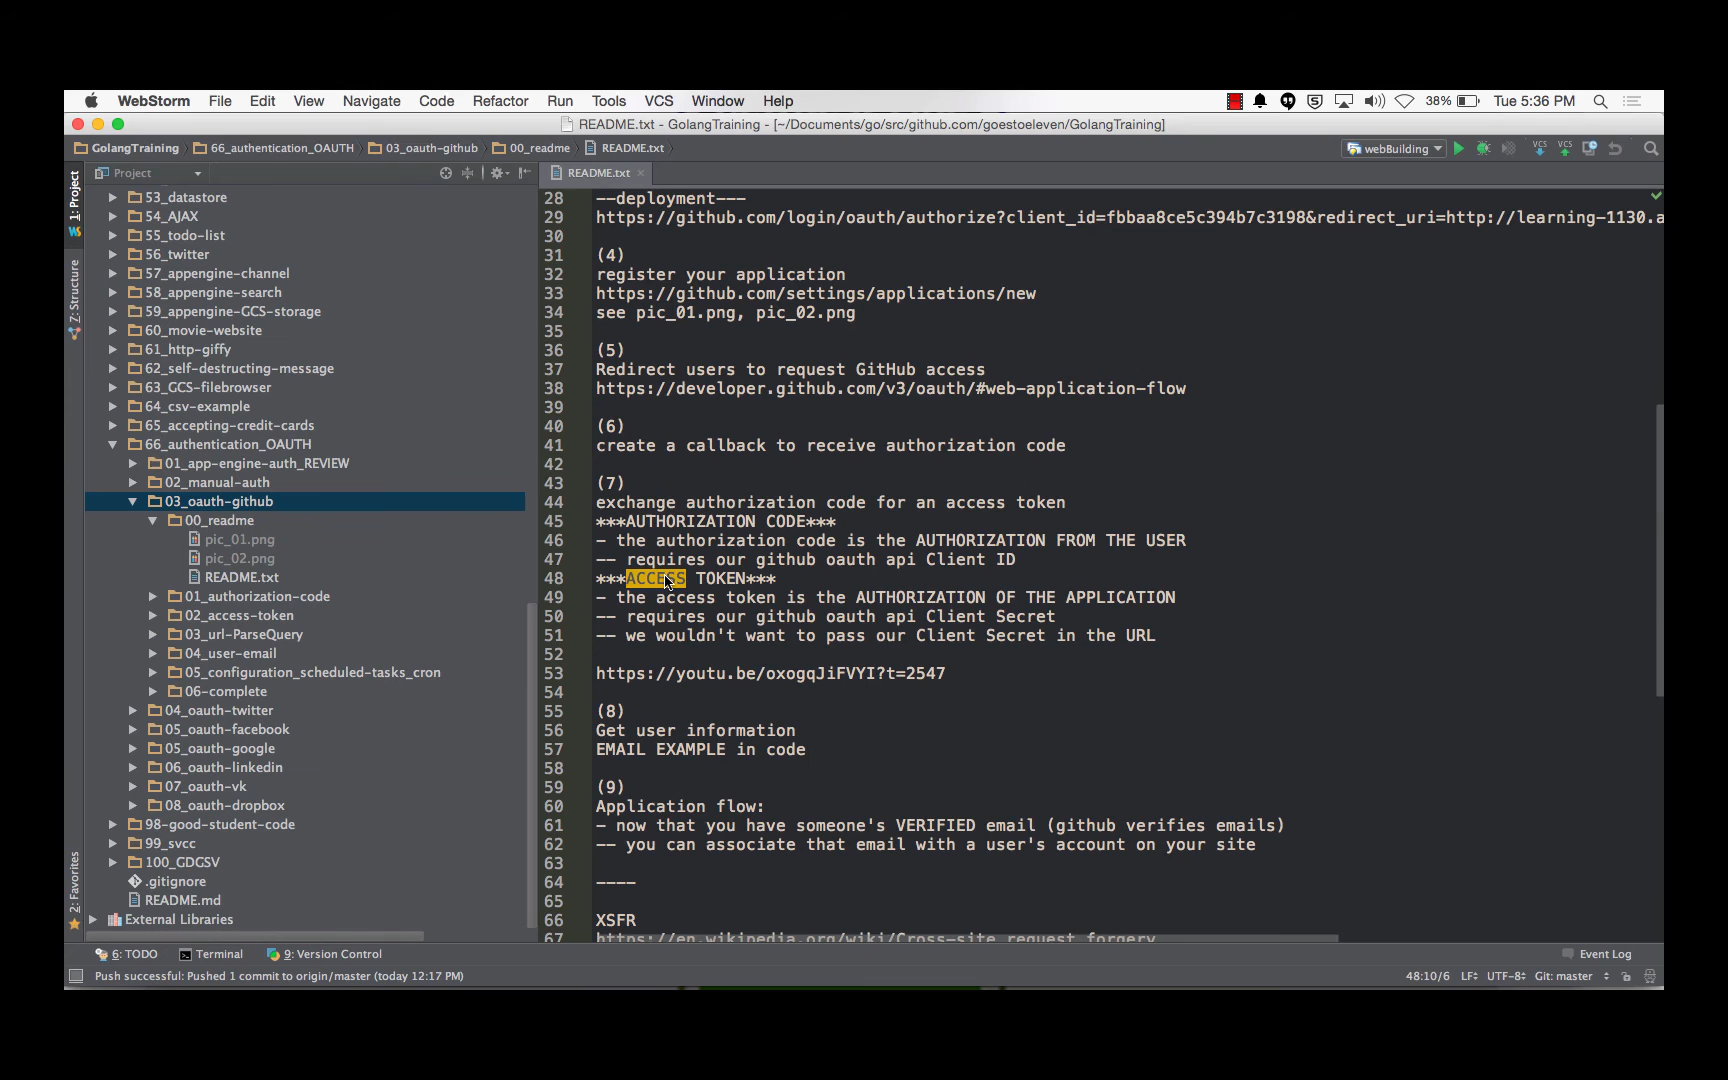 WebStorm File Edit View Navigate Code Refactor Run Tools VCS Window Help 38% Tue 5:36 PM
README.txt - GolangTraining - [~/Documents/go/src/github.com/goestoeleven/GolangTraining]
GolangTraining 66_authentication_OAUTH 03_oauth-github 00_readme README.txt webBuilding VCS VCS
1: Project
7: Structure
2: Favorites
Project
53_datastore
54_AJAX
55_todo-list
56_twitter
57_appengine-channel
58_appengine-search
59_appengine-GCS-storage
60_movie-website
61_http-giffy
62_self-destructing-message
63_GCS-filebrowser
64_csv-example
65_accepting-credit-cards
66_authentication_OAUTH
01_app-engine-auth_REVIEW
02_manual-auth
03_oauth-github
00_readme
pic_01.png
pic_02.png
README.txt
01_authorization-code
02_access-token
03_url-ParseQuery
04_user-email
05_configuration_scheduled-tasks_cron
06-complete
04_oauth-twitter
05_oauth-facebook
05_oauth-google
06_oauth-linkedin
07_oauth-vk
08_oauth-dropbox
98-good-student-code
99_svcc
100_GDGSV
.gitignore
README.md
External Libraries
README.txt
28 --deployment---
29 https://github.com/login/oauth/authorize?client_id=fbbaa8ce5c394b7c3198&redirect_uri=http://learning-1130.a
30
31 (4)
32 register your application
33 https://github.com/settings/applications/new
34 see pic_01.png, pic_02.png
35
36 (5)
37 Redirect users to request GitHub access
38 https://developer.github.com/v3/oauth/#web-application-flow
39
40 (6)
41 create a callback to receive authorization code
42
43 (7)
44 exchange authorization code for an access token
45 ***AUTHORIZATION CODE***
46 - the authorization code is the AUTHORIZATION FROM THE USER
47 -- requires our github oauth api Client ID
48 ***ACCESS TOKEN***
49 - the access token is the AUTHORIZATION OF THE APPLICATION
50 -- requires our github oauth api Client Secret
51 -- we wouldn't want to pass our Client Secret in the URL
52
53 https://youtu.be/oxogqJiFVYI?t=2547
54
55 (8)
56 Get user information
57 EMAIL EXAMPLE in code
58
59 (9)
60 Application flow:
61 - now that you have someone's VERIFIED email (github verifies emails)
62 -- you can associate that email with a user's account on your site
63
64 ----
65
66 XSFR
67 https://en.wikipedia.org/wiki/Cross-site_request_forgery
6: TODO Terminal 9: Version Control Event Log
Push successful: Pushed 1 commit to origin/master (today 12:17 PM) 48:10/6 LF UTF-8 Git: master